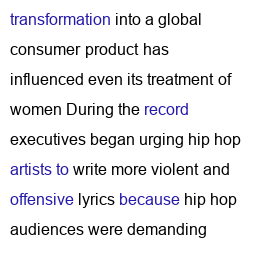 transformation into a global
consumer product has
influenced even its treatment of
women During the record
executives began urging hip hop
artists to write more violent and
offensive lyrics because hip hop
audiences were demanding